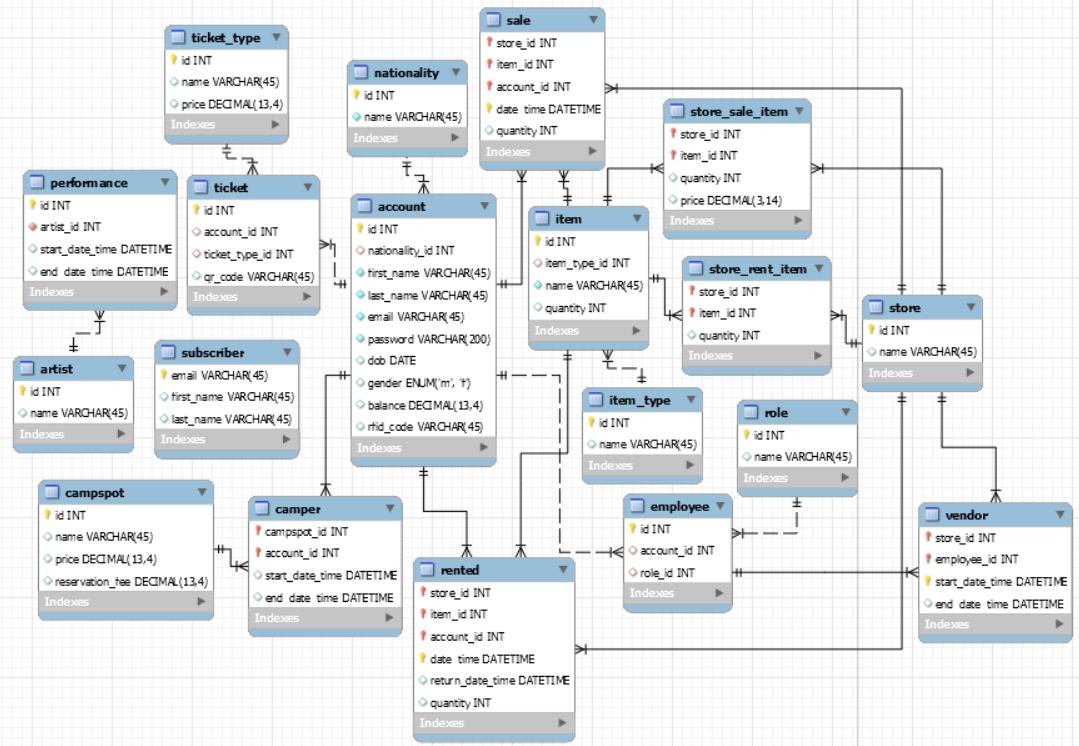 ticket_type
id INT
name VARCHAR(45)
price DECIMAL(13,4)
Indexes
nationality
id INT
name VARCHAR(45)
Indexes
sale
store_id INT
item_id INT
account_id INT
date_time DATETIME
quantity INT
Indexes
store_sale_item
store_id INT
item_id INT
quantity INT
price DECIMAL(3,14)
Indexes
performance
id INT
artist_id INT
start_date_time DATETIME
end_date_time DATETIME
Indexes
ticket
id INT
account_id INT
ticket_type_id INT
qr_code VARCHAR(45)
Indexes
account
id INT
nationality_id INT
first_name VARCHAR(45)
last_name VARCHAR(45)
email VARCHAR(45)
password VARCHAR(200)
dob DATE
gender ENUM('m', 'f')
balance DECIMAL(13,4)
rfid_code VARCHAR(45)
Indexes
item
id INT
item_type_id INT
name VARCHAR(45)
quantity INT
Indexes
store_rent_item
store_id INT
item_id INT
quantity INT
Indexes
store
id INT
name VARCHAR(45)
Indexes
artist
id INT
name VARCHAR(45)
Indexes
subscriber
email VARCHAR(45)
first_name VARCHAR(45)
last_name VARCHAR(45)
Indexes
item_type
id INT
name VARCHAR(45)
Indexes
role
id INT
name VARCHAR(45)
Indexes
campspot
id INT
name VARCHAR(45)
price DECIMAL(13,4)
reservation_fee DECIMAL(13,4)
Indexes
camper
campspot_id INT
account_id INT
start_date_time DATETIME
end_date_time DATETIME
Indexes
employee
id INT
account_id INT
role_id INT
Indexes
vendor
store_id INT
employee_id INT
start_date_time DATETIME
end_date_time DATETIME
Indexes
rented
store_id INT
item_id INT
account_id INT
date_time DATETIME
return_date_time DATETIME
quantity INT
Indexes